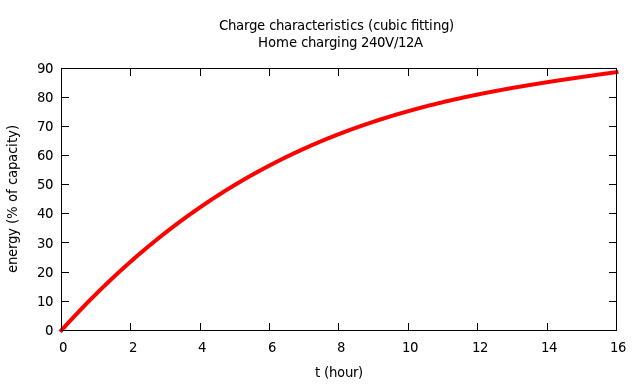 Charge characteristics (cubic fitting)
Home charging 240V/12A
90
80
70
60
50
40
30
20
10
0
energy (% of capacity)
0 2 4 6 8 10 12 14 16
t (hour)